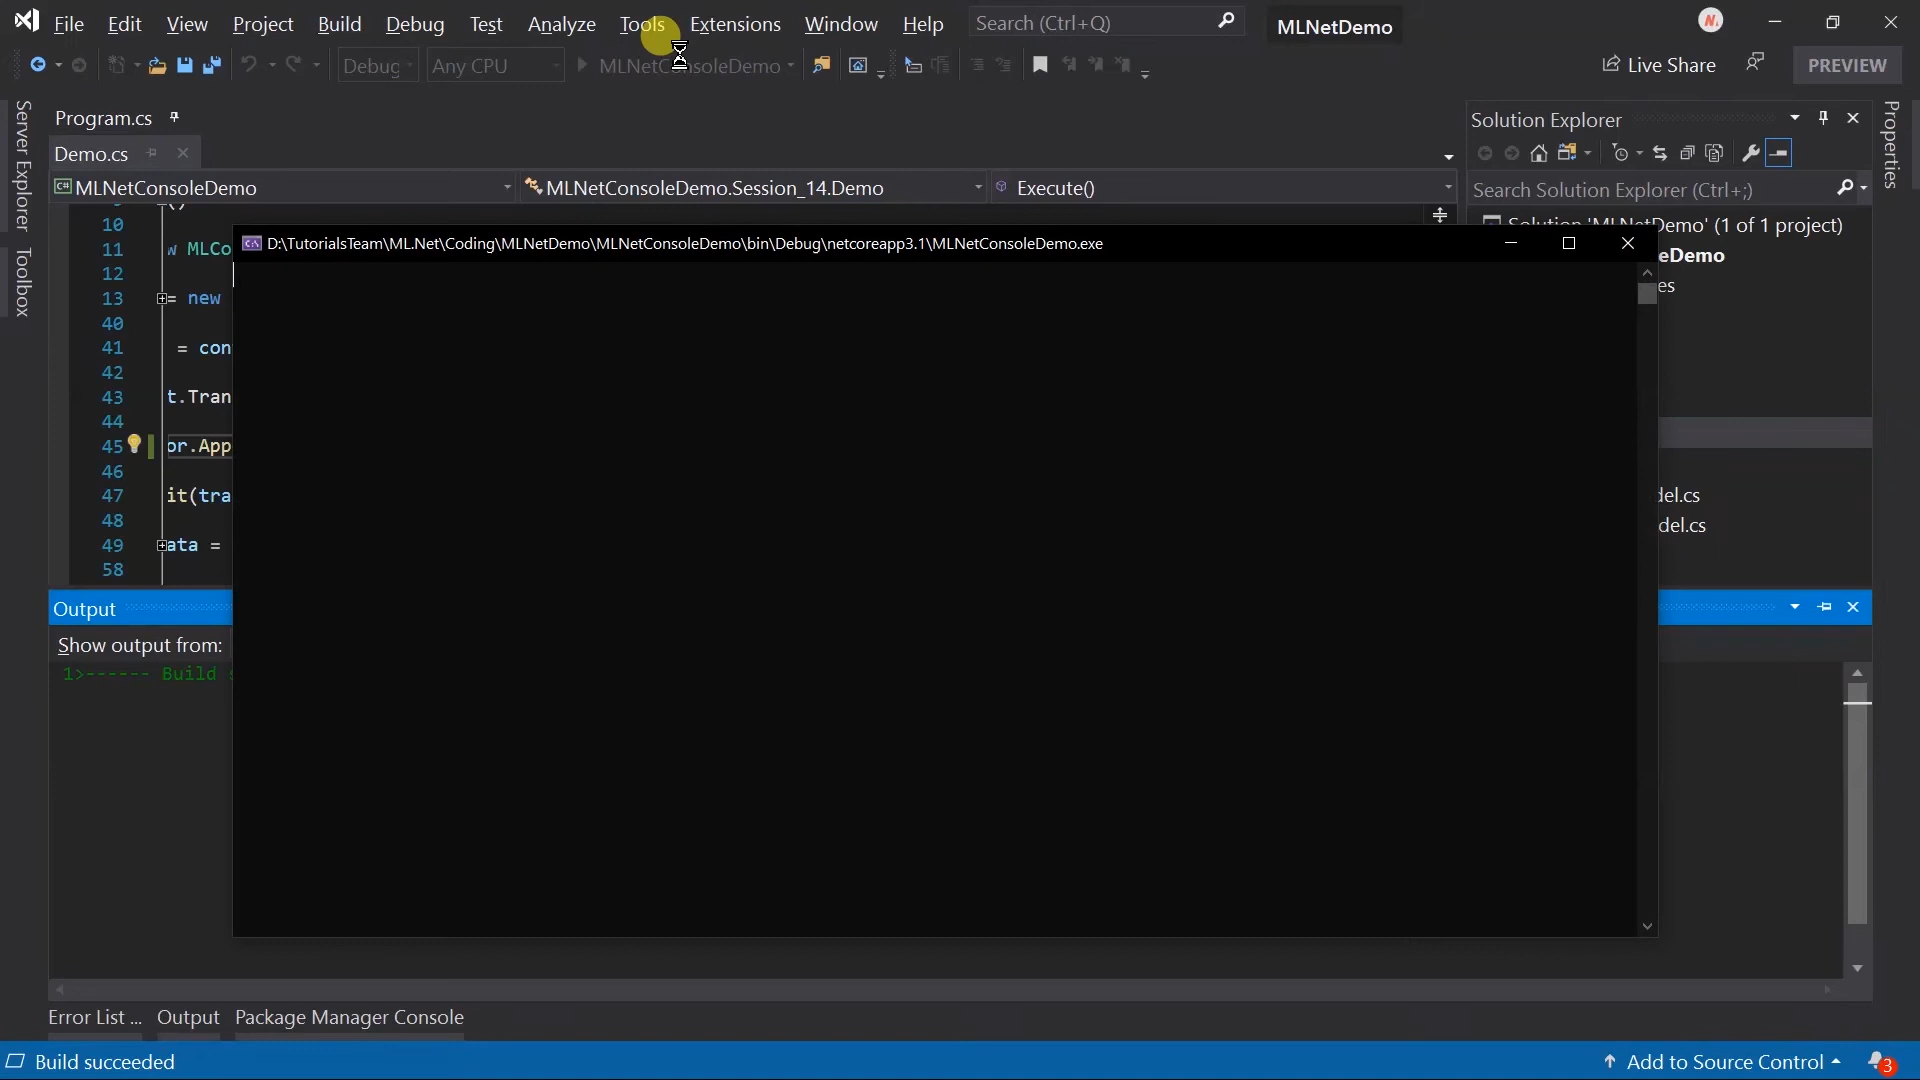 File Edit View Project Build Debug Test Analyze Tools Extensions Window Help Search (Ctrl+Q) MLNetDemo
Debug Any CPU MLNetConsoleDemo Live Share PREVIEW
Server Explorer
Toolbox
Program.cs
Demo.cs
MLNetConsoleDemo MLNetConsoleDemo.Session_14.Demo Execute()
10
11 w MLCo
12
13 = new
40
41 = con
42
43 t.Tran
44
45 or.App
46
47 it(tra
48
49 ata =
58
D:\TutorialsTeam\ML.Net\Coding\MLNetDemo\MLNetConsoleDemo\bin\Debug\netcoreapp3.1\MLNetConsoleDemo.exe
Solution Explorer
Search Solution Explorer (Ctrl+;)
Solution 'MLNetDemo' (1 of 1 project)
eDemo
es
del.cs
del.cs
Properties
Output
Show output from:
1>------ Build s
Error List ... Output Package Manager Console
Build succeeded Add to Source Control 3